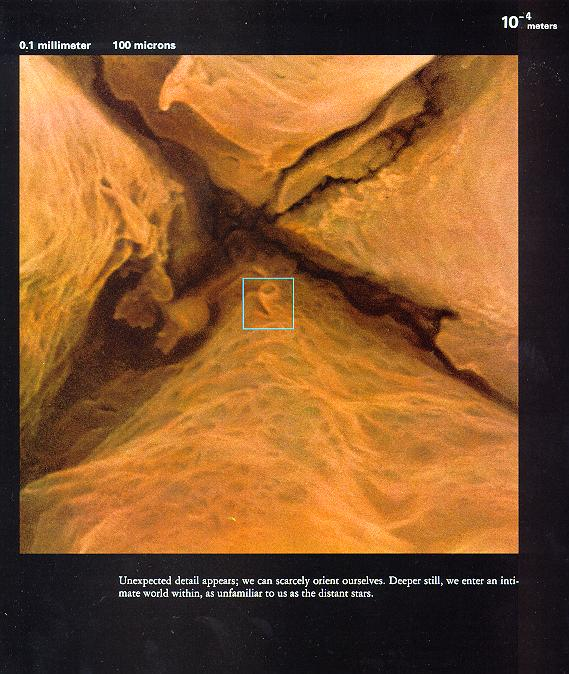 10⁻⁴ meters
0.1 millimeter 100 microns
Unexpected detail appears; we can scarcely orient ourselves. Deeper still, we enter an inti-
mate world within, as unfamiliar to us as the distant stars.